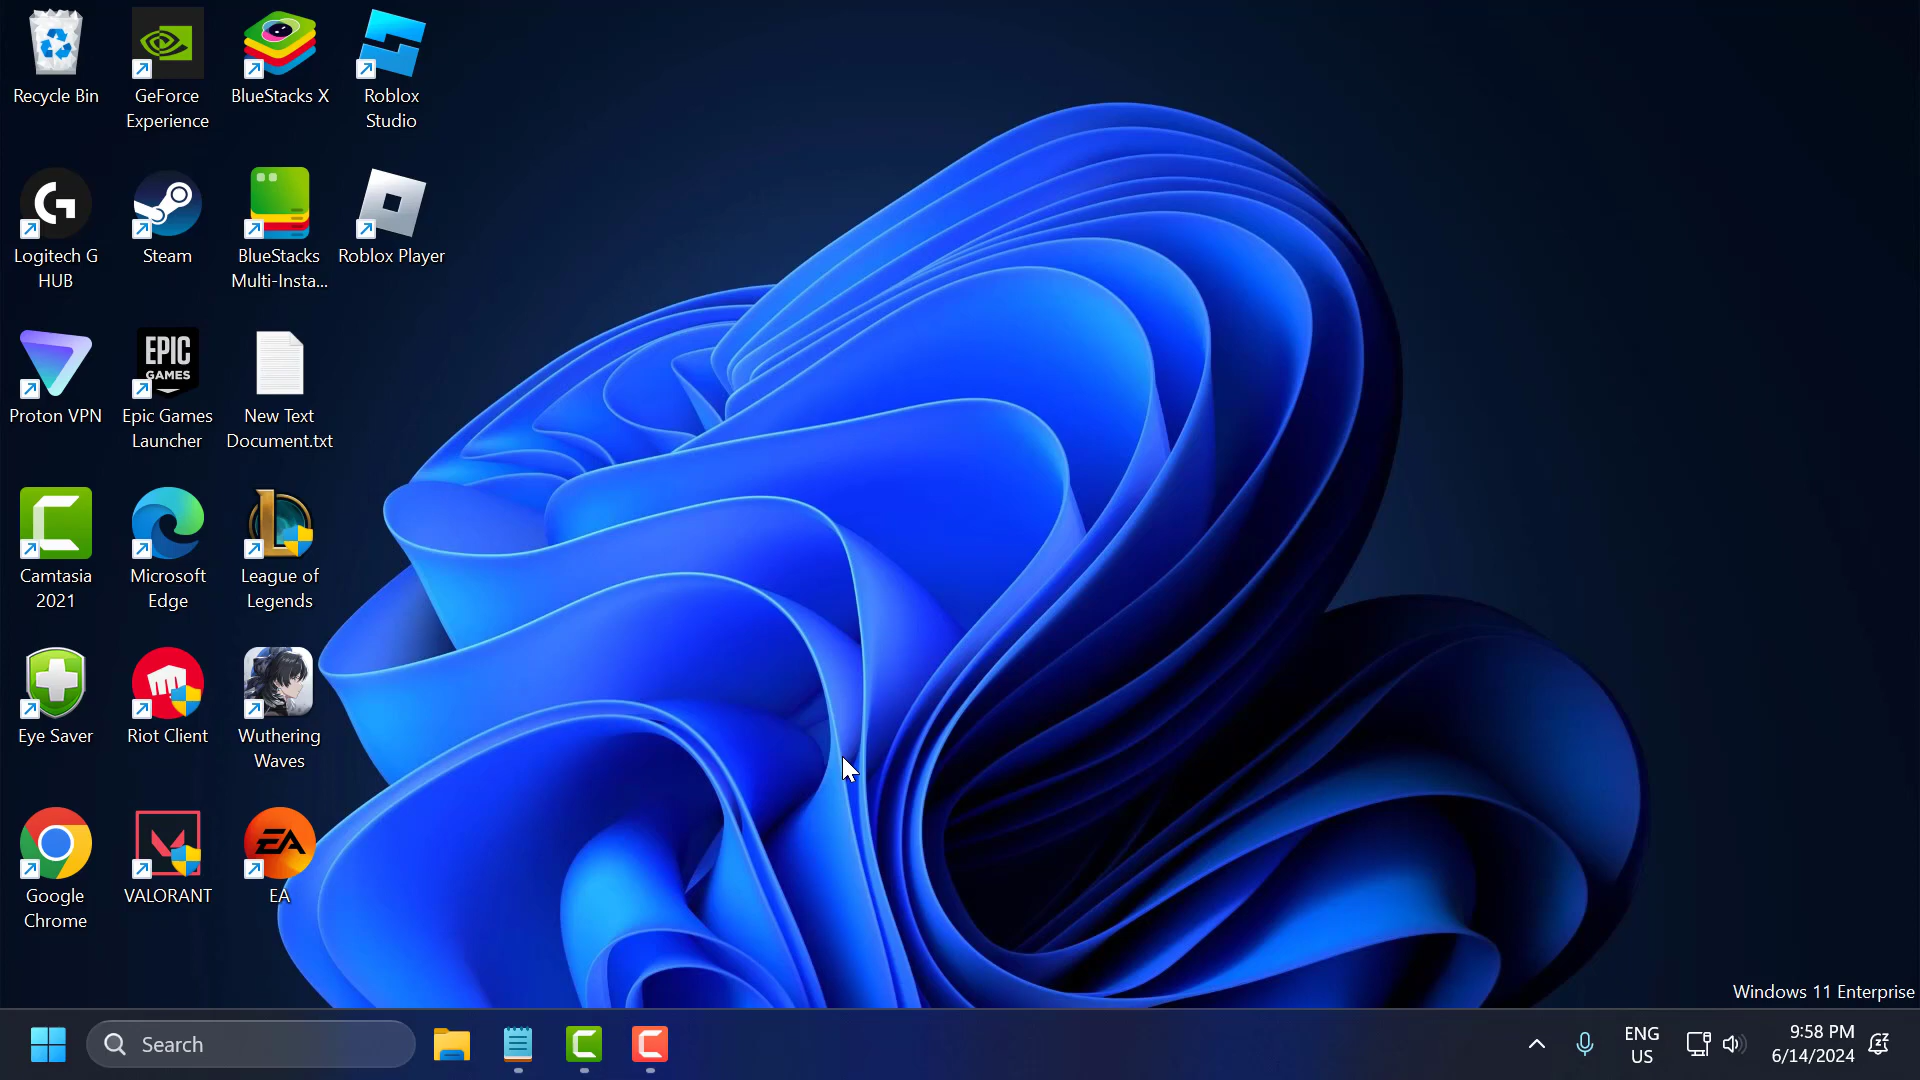 Recycle Bin
GeForce
Experience
BlueStacks X
Roblox
Studio
Logitech G
HUB
Steam
BlueStacks
Multi-Insta...
Roblox Player
Proton VPN
EPIC
GAMES
Epic Games
Launcher
New Text
Document.txt
Camtasia
2021
Microsoft
Edge
League of
Legends
Eye Saver
Riot Client
Wuthering
Waves
Google
Chrome
VALORANT
EA
EA
Windows 11 Enterprise
Search
ENG
US
9:58 PM
6/14/2024